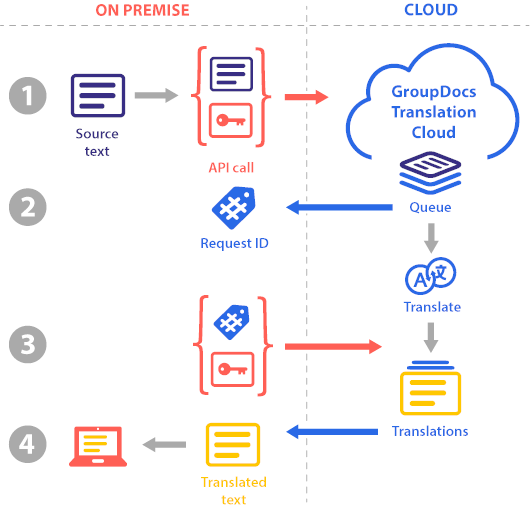 ON PREMISE
CLOUD
1
Source
text
API call
GroupDocs
Translation
Cloud
2
Request ID
Queue
A
文
Translate
3
4
Translated
text
Translations